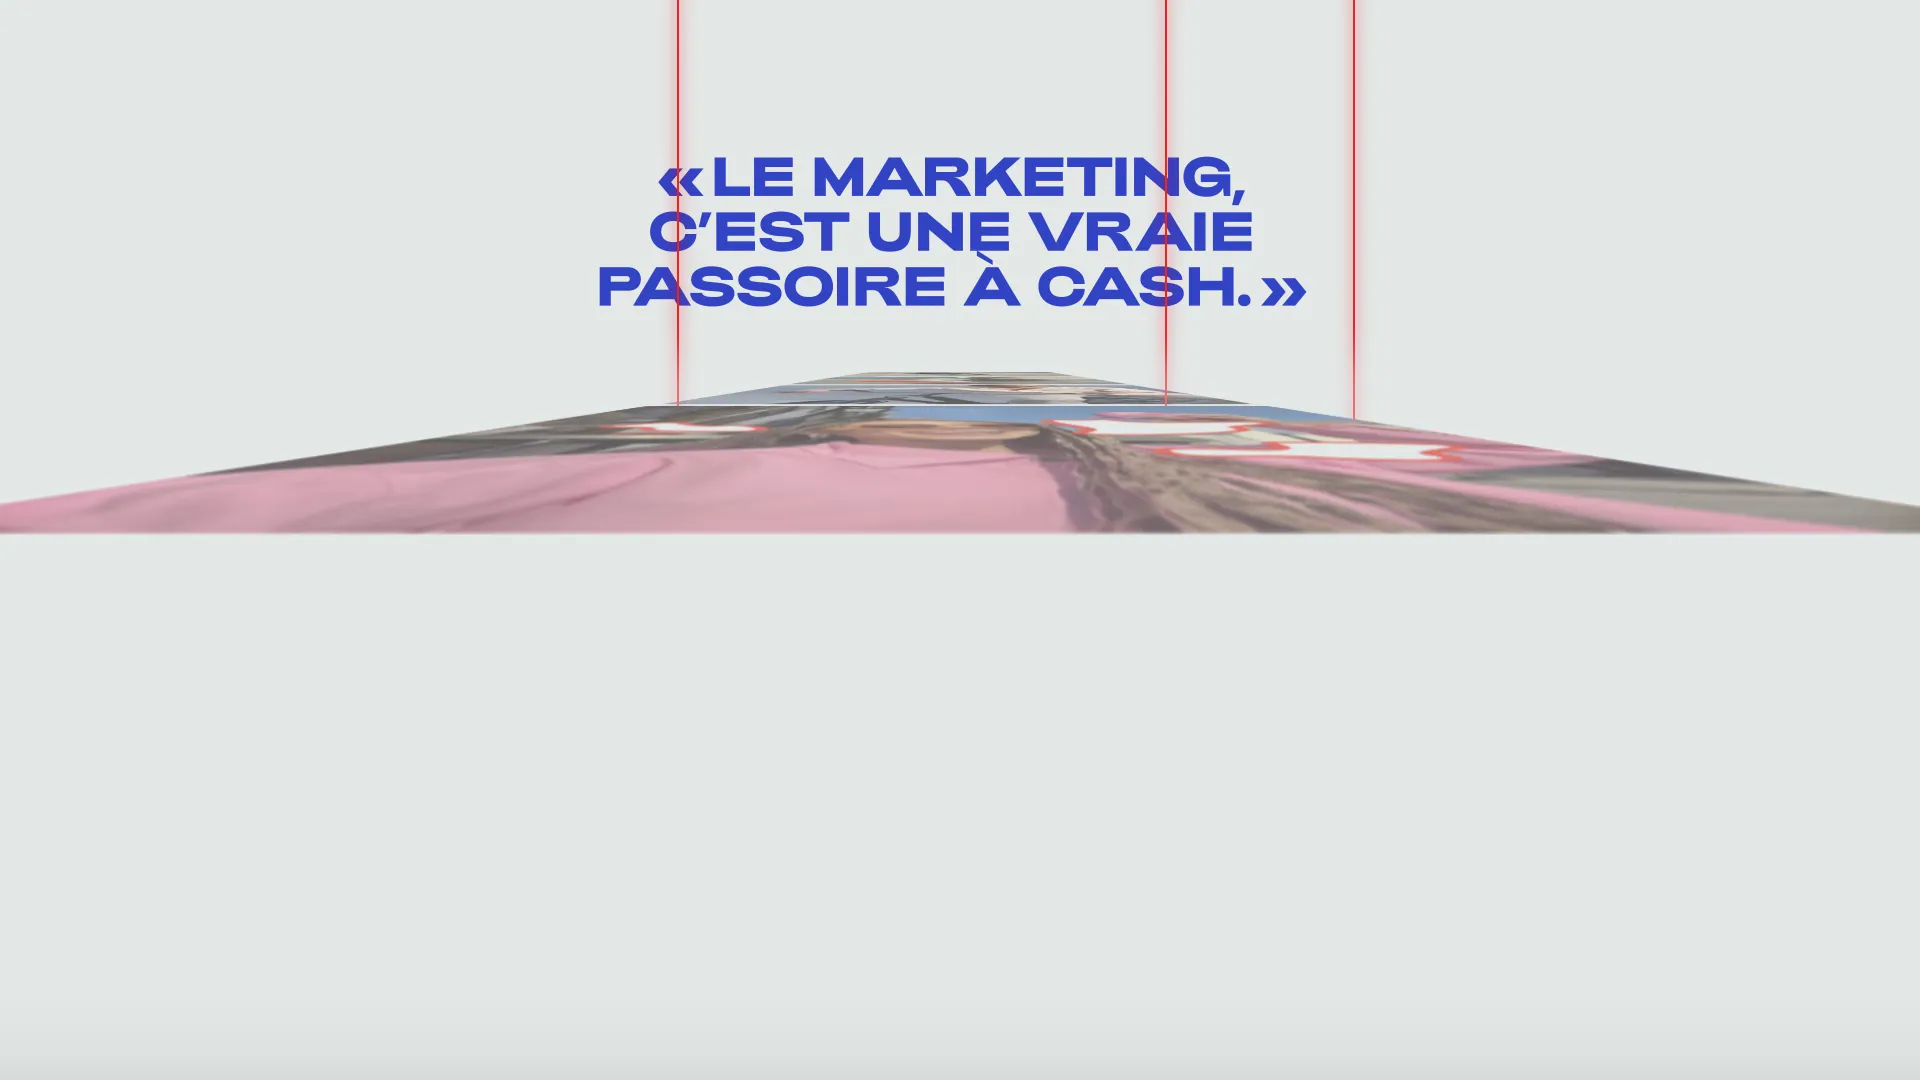 « LE MARKETING,
C’EST UNE VRAIE
PASSOIRE À CASH. »